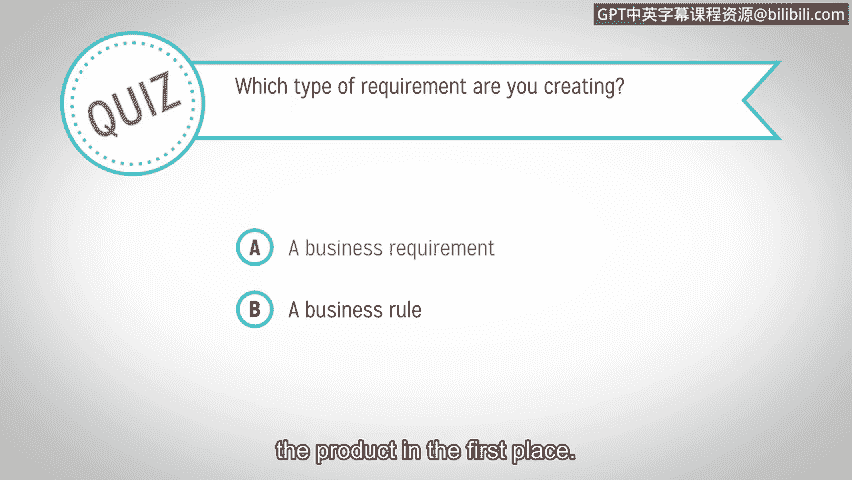 GPT中英字幕课程资源@bilibili.com
QUIZ
Which type of requirement are you creating?
A
A business requirement
B
A business rule
the product in the first place.